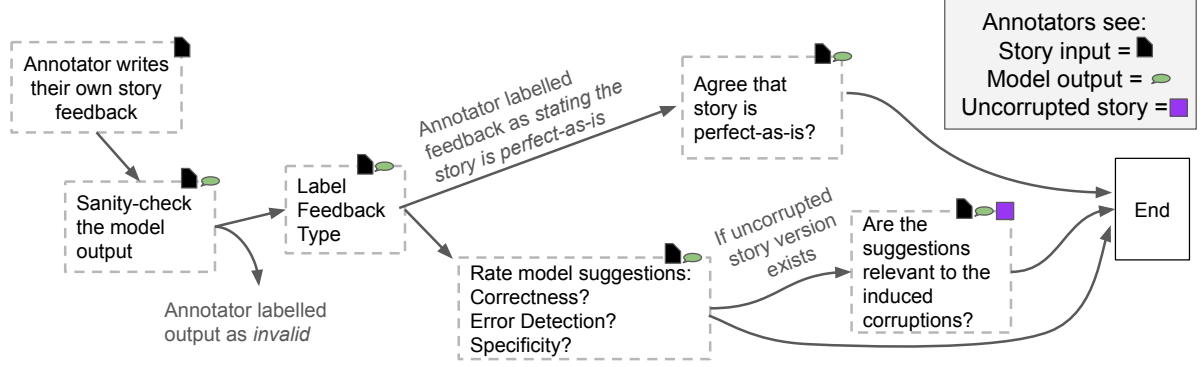 Annotator writes
their own story
feedback
Sanity-check
the model
output
Annotator labelled
output as invalid
Label
Feedback
Type
Annotator labelled
feedback as stating the
story is perfect-as-is
Agree that
story is
perfect-as-is?
Rate model suggestions:
Correctness?
Error Detection?
Specificity?
If uncorrupted
story version
exists
Are the
suggestions
relevant to the
induced
corruptions?
End
Annotators see:
Story input =
Model output =
Uncorrupted story =